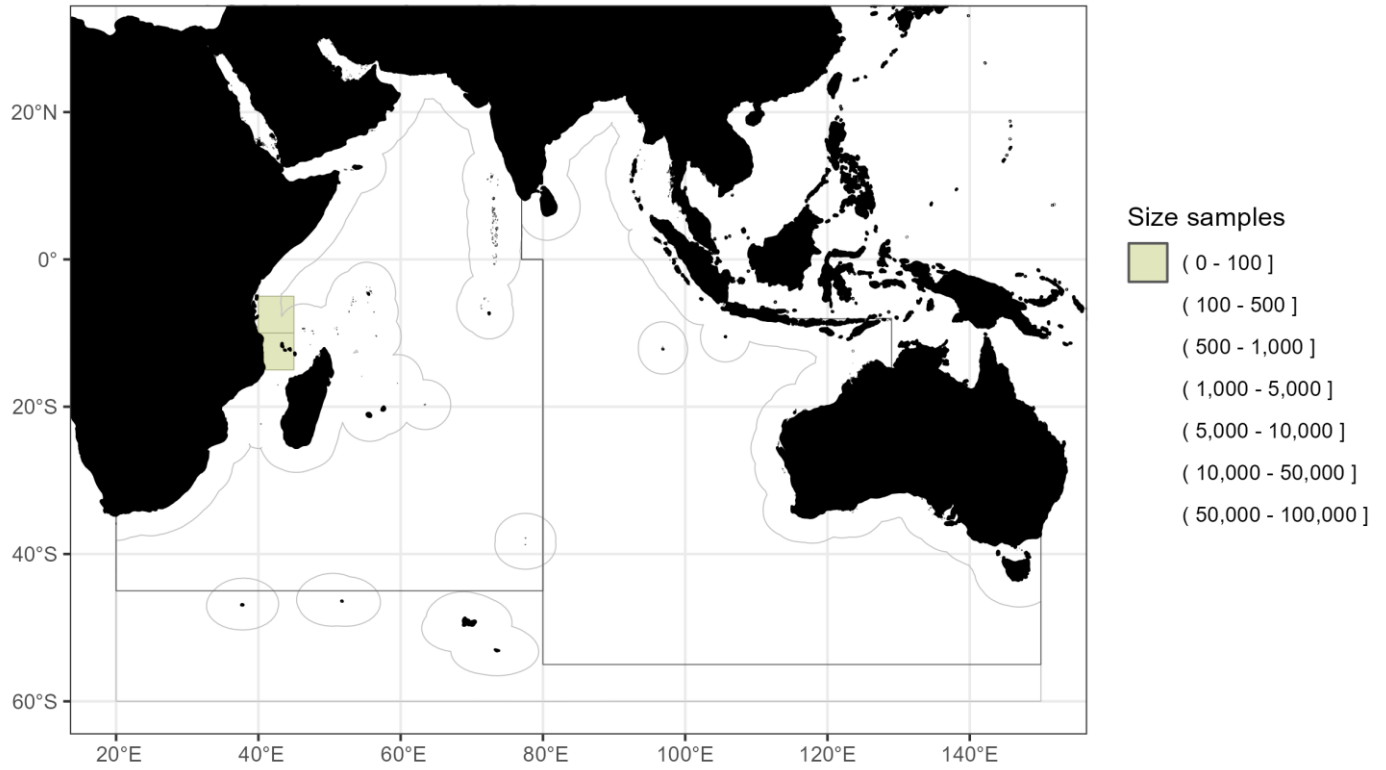 20°N
0°
20°S
40°S
60°S
20°E 40°E 60°E 80°E 100°E 120°E 140°E
Size samples
( 0 - 100 ]
( 100 - 500 ]
( 500 - 1,000 ]
( 1,000 - 5,000 ]
( 5,000 - 10,000 ]
( 10,000 - 50,000 ]
( 50,000 - 100,000 ]